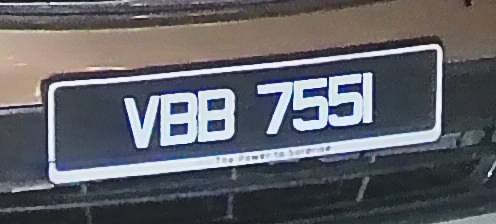 VBB 7551
The Power to Surprise